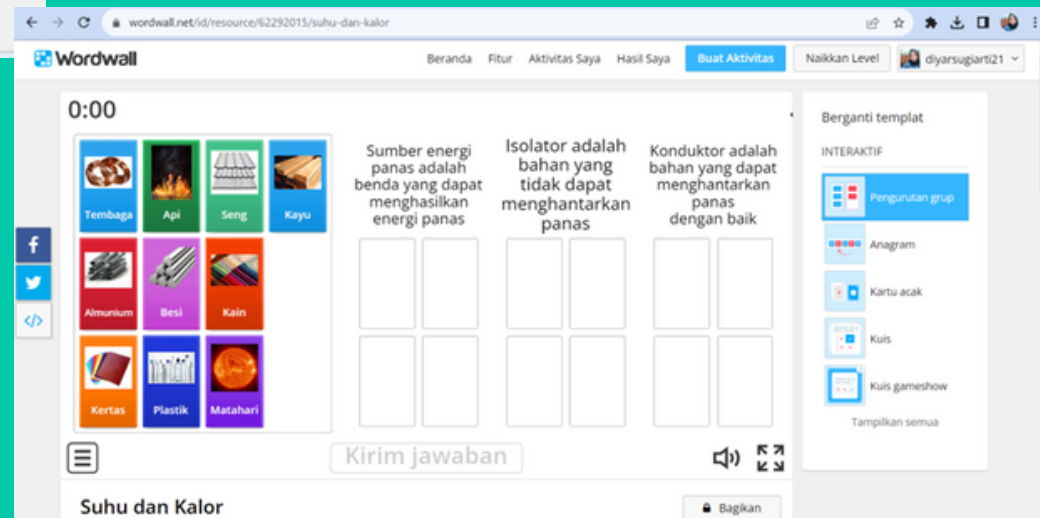 wordwall.net/id/resource/62292015/suhu-dan-kalor
Wordwall
Beranda Fitur Aktivitas Saya Hasil Saya Buat Aktivitas Naikkan Level diyarsugiarti21
0:00
Tembaga Api Seng Kayu
Almunium Besi Kain
Kertas Plastik Matahari
Sumber energi
panas adalah
benda yang dapat
menghasilkan
energi panas
Isolator adalah
bahan yang
tidak dapat
menghantarkan
panas
Konduktor adalah
bahan yang dapat
menghantarkan
panas
dengan baik
Kirim jawaban
Suhu dan Kalor
Bagikan
Berganti templat
INTERAKTIF
Pengurutan grup
Anagram
Kartu acak
Kuis
Kuis gameshow
Tampilkan semua